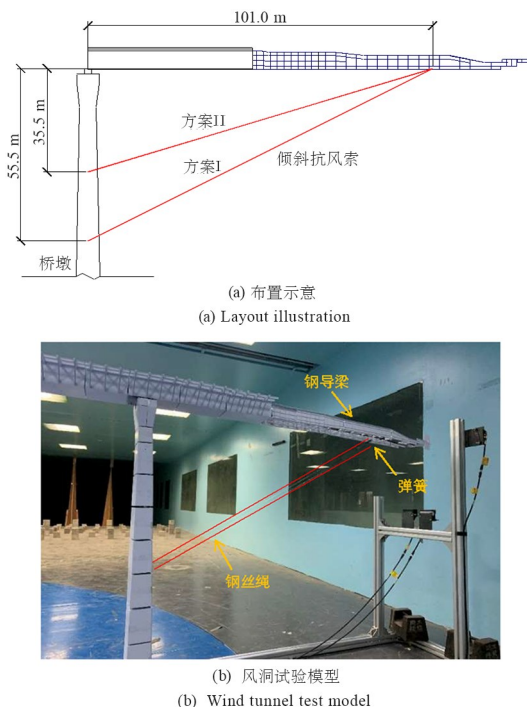 101.0 m
35.5 m
55.5 m
方案II
方案I
倾斜抗风索
桥墩
(a) 布置示意
(a) Layout illustration
钢导梁
弹簧
钢丝绳
(b) 风洞试验模型
(b) Wind tunnel test model